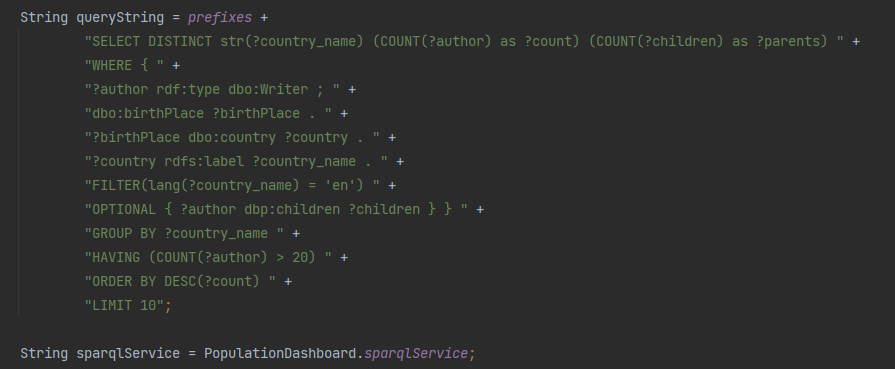 String queryString = prefixes +
"SELECT DISTINCT str(?country_name) (COUNT(?author) as ?count) (COUNT(?children) as ?parents) " +
"WHERE { " +
"?author rdf:type dbo:Writer ; " +
"dbo:birthPlace ?birthPlace . " +
"?birthPlace dbo:country ?country . " +
"?country rdfs:label ?country_name . " +
"FILTER(lang(?country_name) = 'en') " +
"OPTIONAL { ?author dbp:children ?children } } " +
"GROUP BY ?country_name " +
"HAVING (COUNT(?author) > 20) " +
"ORDER BY DESC(?count) " +
"LIMIT 10";
String sparqlService = PopulationDashboard.sparqlService;